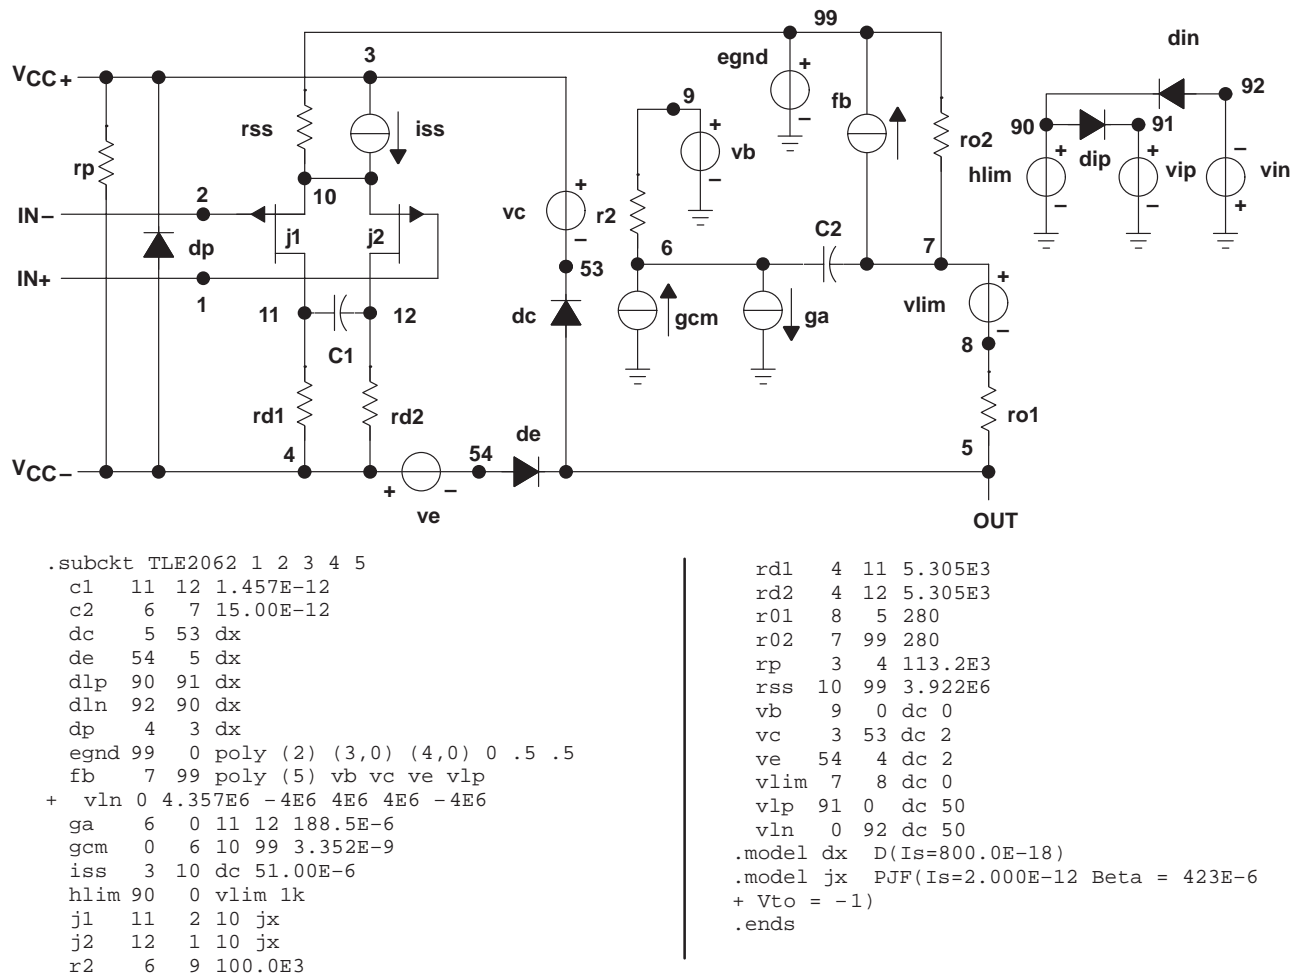 99
din
3
egnd
VCC+
+
9
+
fb
92
rss
iss
+
vb
ro2
90
91
rp
−
−
dip
+
+
−
10
hlim
vip
vin
2
+
−
−
+
IN−
vc
r2
C2
j1
j2
−
6
7
dp
53
IN+
1
+
vlim
11
12
dc
gcm
ga
−
8
C1
rd1
rd2
ro1
de
4
54
5
VCC−
+
−
ve
OUT
.subckt TLE2062 1 2 3 4 5
c1 11 12 1.457E−12
c2 6 7 15.00E−12
dc 5 53 dx
de 54 5 dx
dlp 90 91 dx
dln 92 90 dx
dp 4 3 dx
egnd 99 0 poly (2) (3,0) (4,0) 0 .5 .5
fb 7 99 poly (5) vb vc ve vlp
+ vln 0 4.357E6 −4E6 4E6 4E6 −4E6
ga 6 0 11 12 188.5E−6
gcm 0 6 10 99 3.352E−9
iss 3 10 dc 51.00E−6
hlim 90 0 vlim 1k
j1 11 2 10 jx
j2 12 1 10 jx
r2 6 9 100.0E3
rd1 4 11 5.305E3
rd2 4 12 5.305E3
r01 8 5 280
r02 7 99 280
rp 3 4 113.2E3
rss 10 99 3.922E6
vb 9 0 dc 0
vc 3 53 dc 2
ve 54 4 dc 2
vlim 7 8 dc 0
vlp 91 0 dc 50
vln 0 92 dc 50
.model dx D(Is=800.0E−18)
.model jx PJF(Is=2.000E−12 Beta = 423E−6
+ Vto = −1)
.ends